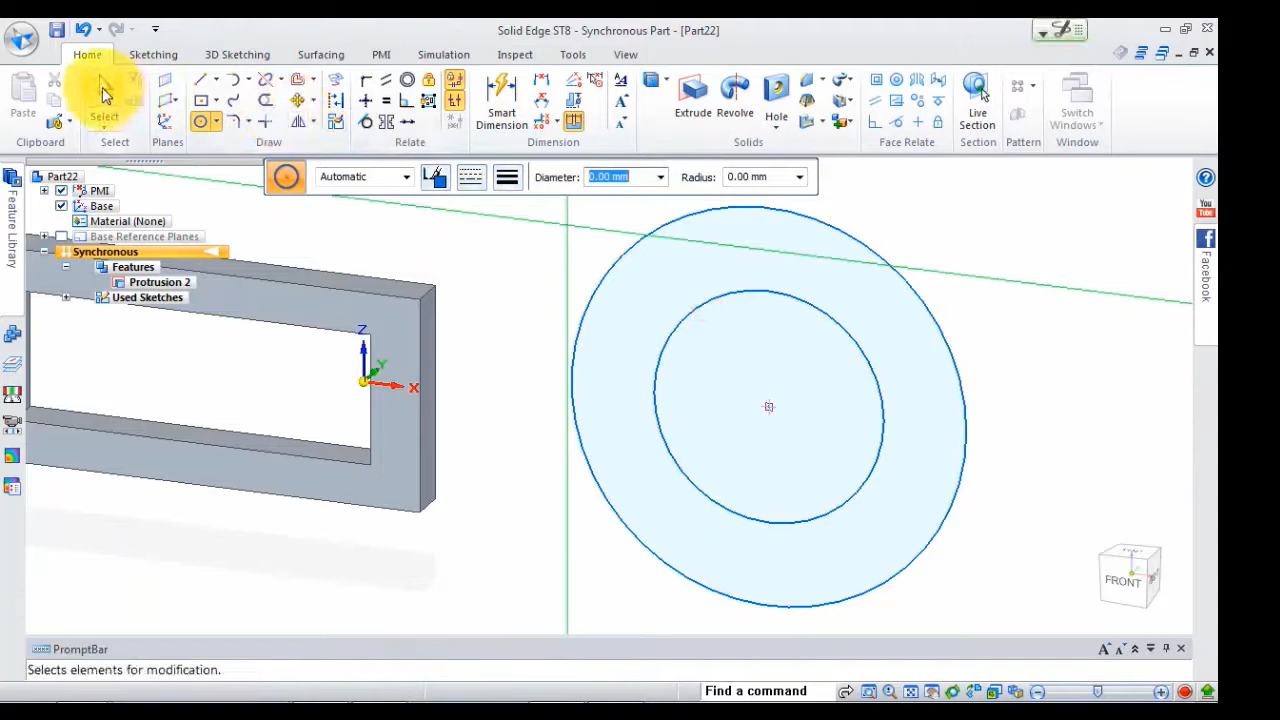 Solid Edge ST8 - Synchronous Part - [Part22]
Home
Sketching
3D Sketching
Surfacing
PMI
Simulation
Inspect
Tools
View
Paste
Select
Smart
Dimension
Extrude
Revolve
Hole
Live
Section
Switch
Windows
Clipboard
Select
Planes
Draw
Relate
Dimension
Solids
Face Relate
Section
Pattern
Window
Automatic
Diameter:
0.00 mm
Radius:
0.00 mm
Part22
PMI
Base
Material (None)
Base Reference Planes
Synchronous
Features
Protrusion 2
Used Sketches
Feature Library
You
Tube
Facebook
Z
Y
X
FRONT
PromptBar
Selects elements for modification.
Find a command